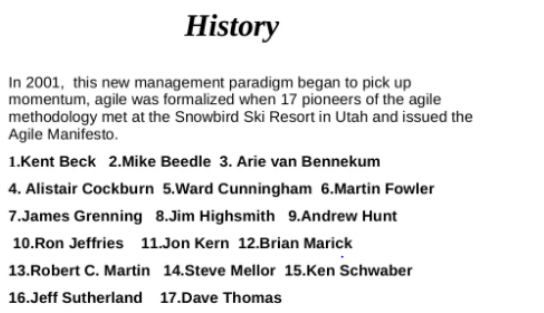 History
In 2001,  this new management paradigm began to pick up
momentum, agile was formalized when 17 pioneers of the agile
methodology met at the Snowbird Ski Resort in Utah and issued the
Agile Manifesto.
1.Kent Beck   2.Mike Beedle  3. Arie van Bennekum
4. Alistair Cockburn  5.Ward Cunningham  6.Martin Fowler
7.James Grenning   8.Jim Highsmith   9.Andrew Hunt
10.Ron Jeffries    11.Jon Kern  12.Brian Marick
13.Robert C. Martin   14.Steve Mellor  15.Ken Schwaber
16.Jeff Sutherland    17.Dave Thomas